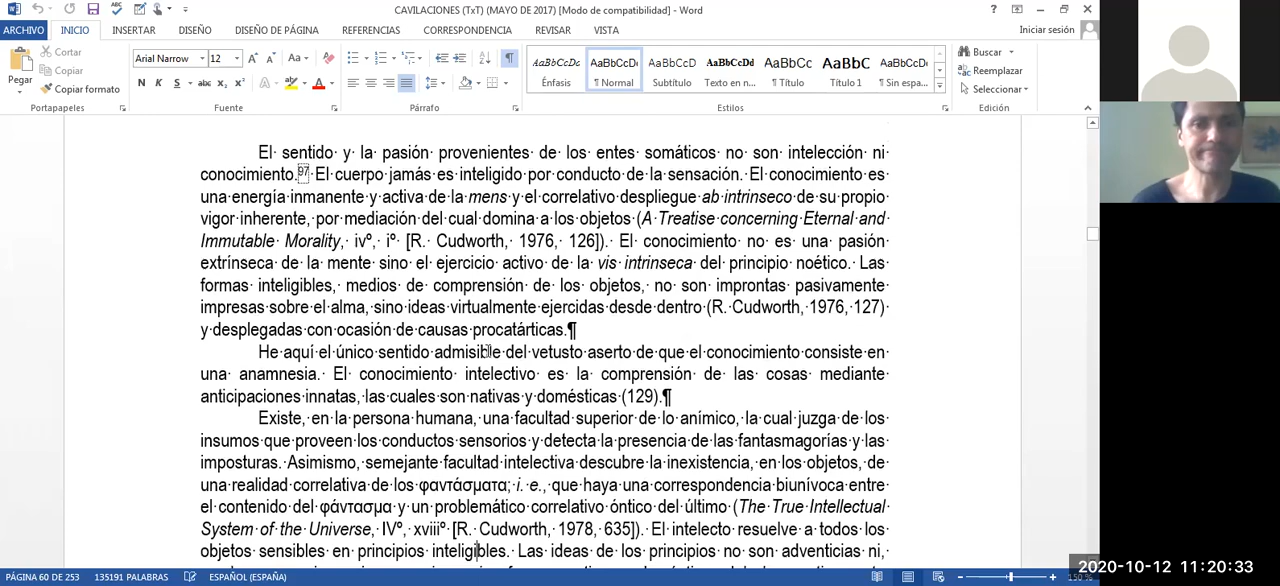 CAVILACIONES (TxT) (MAYO DE 2017) [Modo de compatibilidad] - Word
ARCHIVO INICIO INSERTAR DISEÑO DISEÑO DE PÁGINA REFERENCIAS CORRESPONDENCIA REVISAR VISTA Iniciar sesión
Pegar
Cortar
Copiar
Copiar formato
Portapapeles
Arial Narrow 12
N K S abc x₂ x²
Fuente
Párrafo
AaBbCcDc AaBbCcDc AaBbCcD AaBbCcDd AaBbCc AaBbC AaBbCcDc
Énfasis ¶ Normal Subtítulo Texto en n... ¶ Título Título 1 ¶ Sin espa...
Estilos
Buscar
Reemplazar
Seleccionar
Edición
El sentido y la pasión provenientes de los entes somáticos no son intelección ni
conocimiento.97 El cuerpo jamás es inteligido por conducto de la sensación. El conocimiento es
una energía inmanente y activa de la mens y el correlativo despliegue ab intrinseco de su propio
vigor inherente, por mediación del cual domina a los objetos (A Treatise concerning Eternal and
Immutable Morality, ivº, iº [R. Cudworth, 1976, 126]). El conocimiento no es una pasión
extrínseca de la mente sino el ejercicio activo de la vis intrinseca del principio noético. Las
formas inteligibles, medios de comprensión de los objetos, no son improntas pasivamente
impresas sobre el alma, sino ideas virtualmente ejercidas desde dentro (R. Cudworth, 1976, 127)
y desplegadas con ocasión de causas procatárticas.¶
He aquí el único sentido admisible del vetusto aserto de que el conocimiento consiste en
una anamnesia. El conocimiento intelectivo es la comprensión de las cosas mediante
anticipaciones innatas, las cuales son nativas y domésticas (129).¶
Existe, en la persona humana, una facultad superior de lo anímico, la cual juzga de los
insumos que proveen los conductos sensorios y detecta la presencia de las fantasmagorías y las
imposturas. Asimismo, semejante facultad intelectiva descubre la inexistencia, en los objetos, de
una realidad correlativa de los φαντάσματα; i. e., que haya una correspondencia biunívoca entre
el contenido del φάντασμα y un problemático correlativo óntico del último (The True Intellectual
System of the Universe, IVº, xviiiº [R. Cudworth, 1978, 635]). El intelecto resuelve a todos los
objetos sensibles en principios inteligibles. Las ideas de los principios no son adventicias ni,
PÁGINA 60 DE 253 135191 PALABRAS ESPAÑOL (ESPAÑA) 150 %
2020-10-12 11:20:33